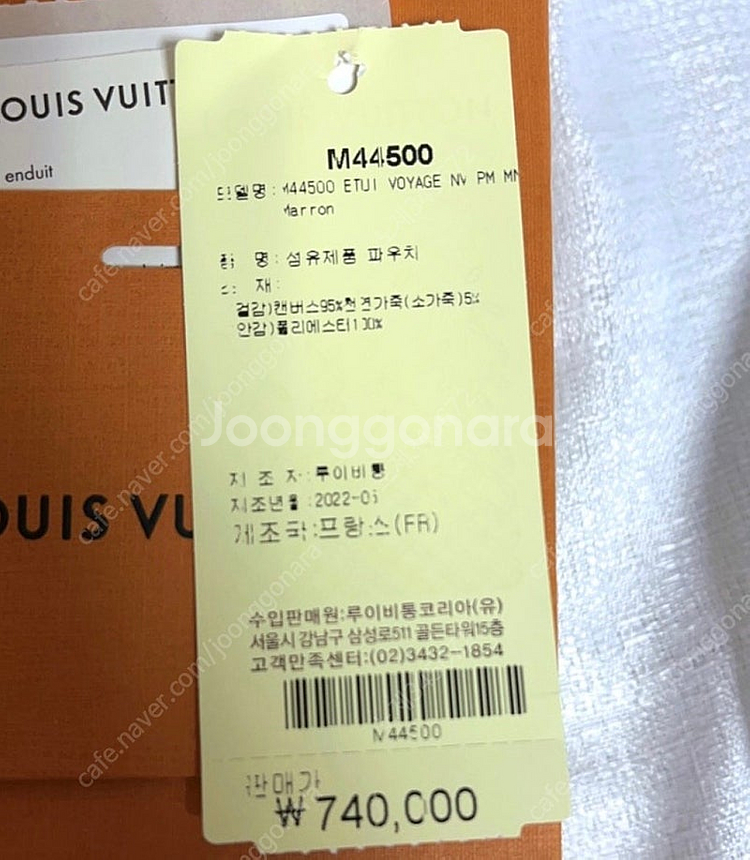 OUIS VUIT
enduit
M44500
모델명: M44500 ETUI VOYAGE NV PM MN
Marron
품 명: 섬유제품 파우치
소 재:
겉감)캔버스95%천연가죽(소가죽)5%
안감)폴리에스터100%
Joonggonara
제 조 자: 루이비통
제조년월:
제조국:프랑스(FR)
OUIS VU
수입판매원:루이비통코리아(유)
서울시 강남구 삼성로511 골든타워15층
고객만족센터:(02)3432-1854
M44500
판매가
₩740,000
cafe.naver.com/joonggonara